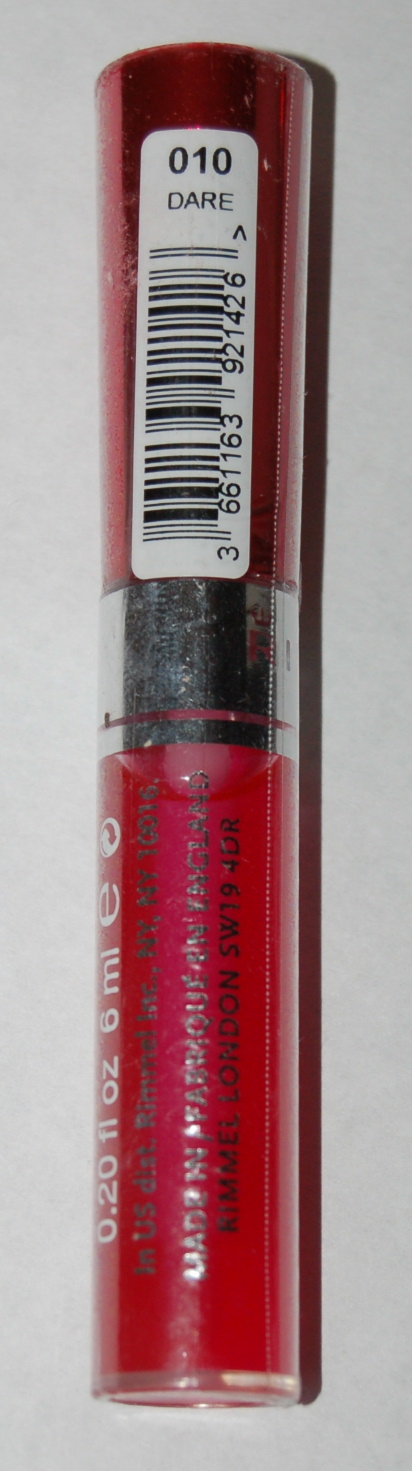 010
DARE
3 661163 921426 >
0.20 fl oz 6 ml e
In US dist. Rimmel Inc., NY, NY 10016.
MADE IN / FABRIQUÉ EN ENGLAND
RIMMEL LONDON SW19 4DR